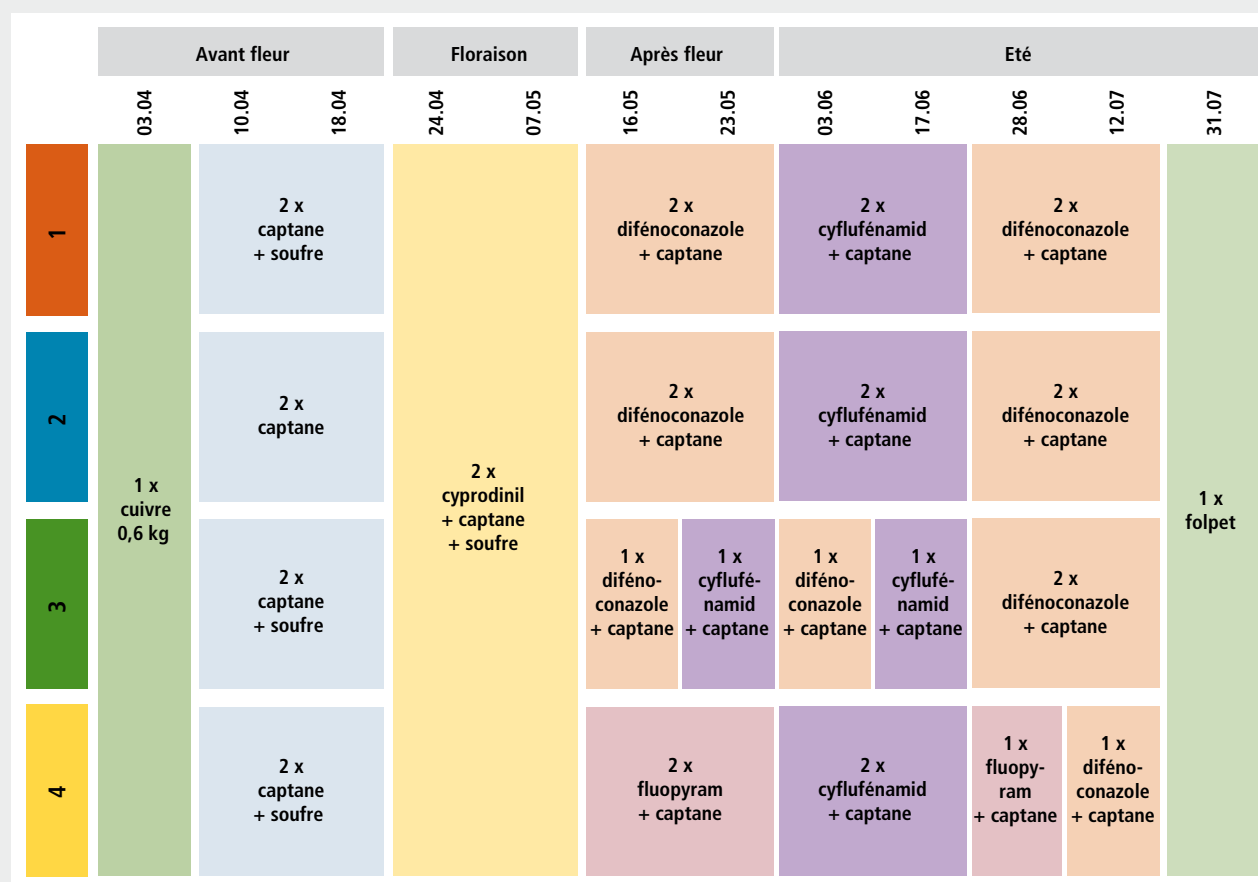 Avant fleur
Floraison
Après fleur
Eté
03.04
10.04
18.04
24.04
07.05
16.05
23.05
03.06
17.06
28.06
12.07
31.07
1
2 x
captane
+ soufre
2 x
difénoconazole
+ captane
2 x
cyflufénamid
+ captane
2 x
difénoconazole
+ captane
2
2 x
captane
2 x
difénoconazole
+ captane
2 x
cyflufénamid
+ captane
2 x
difénoconazole
+ captane
1 x
cuivre
0,6 kg
2 x
cyprodinil
+ captane
+ soufre
1 x
folpet
3
2 x
captane
+ soufre
1 x
diféno-
conazole
+ captane
1 x
cyflufé-
namid
+ captane
1 x
diféno-
conazole
+ captane
1 x
cyflufé-
namid
+ captane
2 x
difénoconazole
+ captane
4
2 x
captane
+ soufre
2 x
fluopyram
+ captane
2 x
cyflufénamid
+ captane
1 x
fluopy-
ram
+ captane
1 x
diféno-
conazole
+ captane